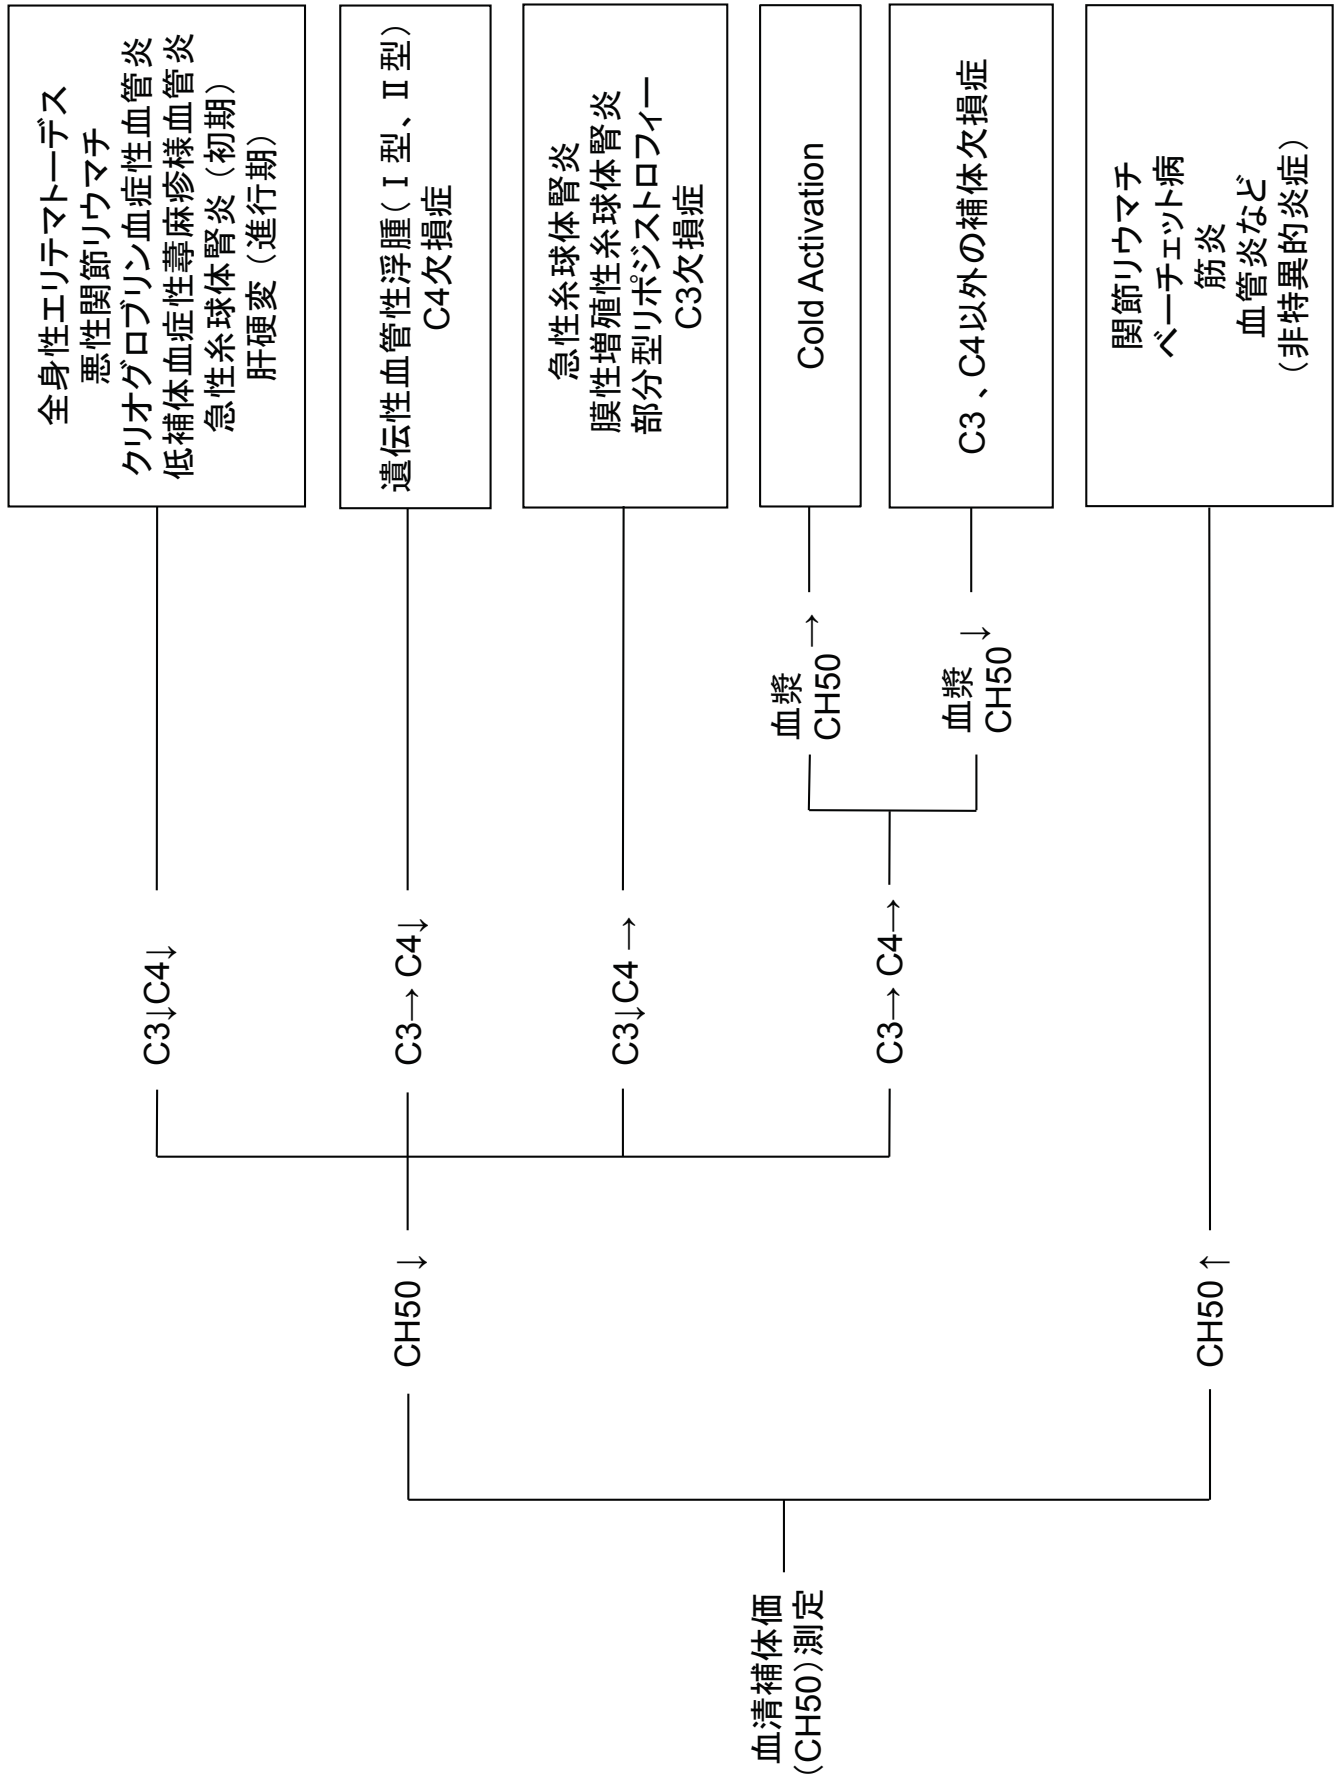 血清補体価
(CH50)測定
CH50 ↓
CH50 ↑
C3↓C4↓
C3→ C4↓
C3↓C4 →
C3→ C4→
血漿
CH50 →
血漿
CH50 ↓
全身性エリテマトーデス
悪性関節リウマチ
クリオグロブリン血症性血管炎
低補体血症性蕁麻疹様血管炎
急性糸球体腎炎（初期）
肝硬変（進行期）
遺伝性血管性浮腫（Ⅰ型、Ⅱ型）
C4欠損症
急性糸球体腎炎
膜性増殖性糸球体腎炎
部分型リポジストロフィー
C3欠損症
Cold Activation
C3、C4以外の補体欠損症
関節リウマチ
ベーチェット病
筋炎
血管炎など
（非特異的炎症）